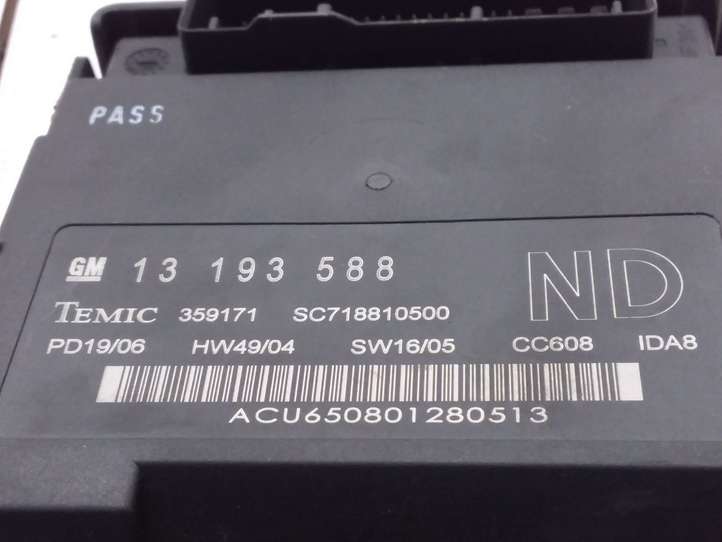 PASS
GM 13 193 588
ND
TEMIC 359171 SC718810500
PD19/06 HW49/04 SW16/05 CC608 IDA8
ACU650801280513